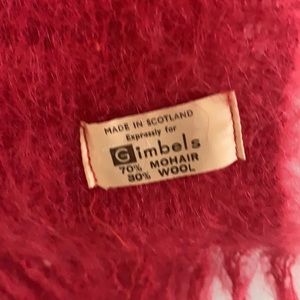 MADE IN SCOTLAND
Expressly for
Gimbels
70% MOHAIR
30% WOOL